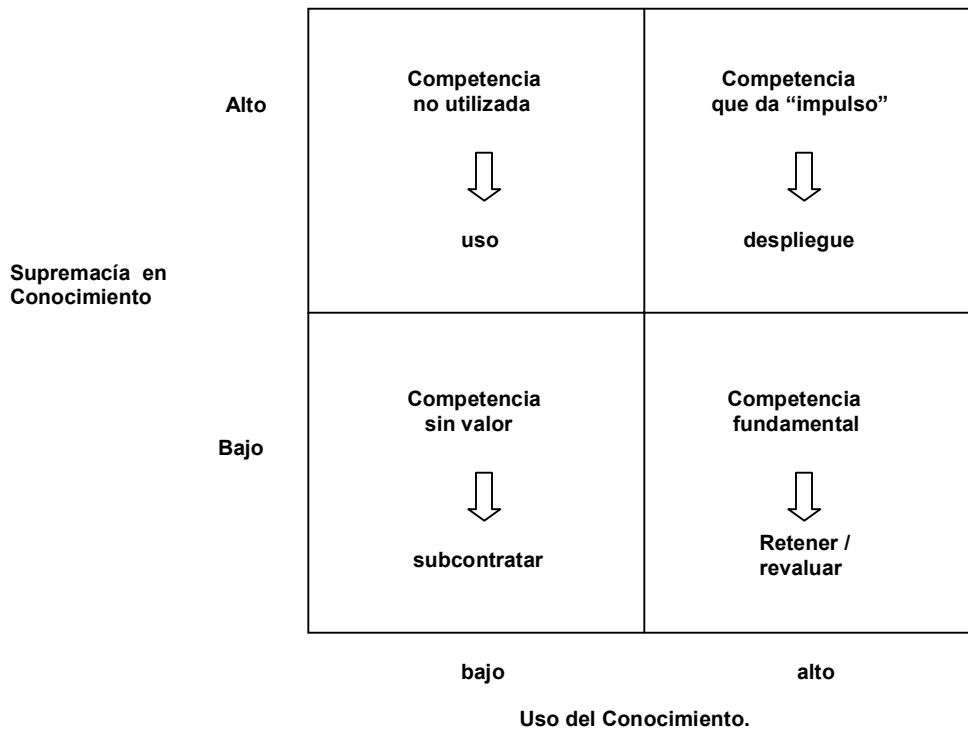 Competencia
no utilizada
Competencia
que da “impulso”
Alto
uso
despliegue
Supremacía en
Conocimiento
Competencia
sin valor
Competencia
fundamental
Bajo
subcontratar
Retener /
revaluar
bajo
alto
Uso del Conocimiento.